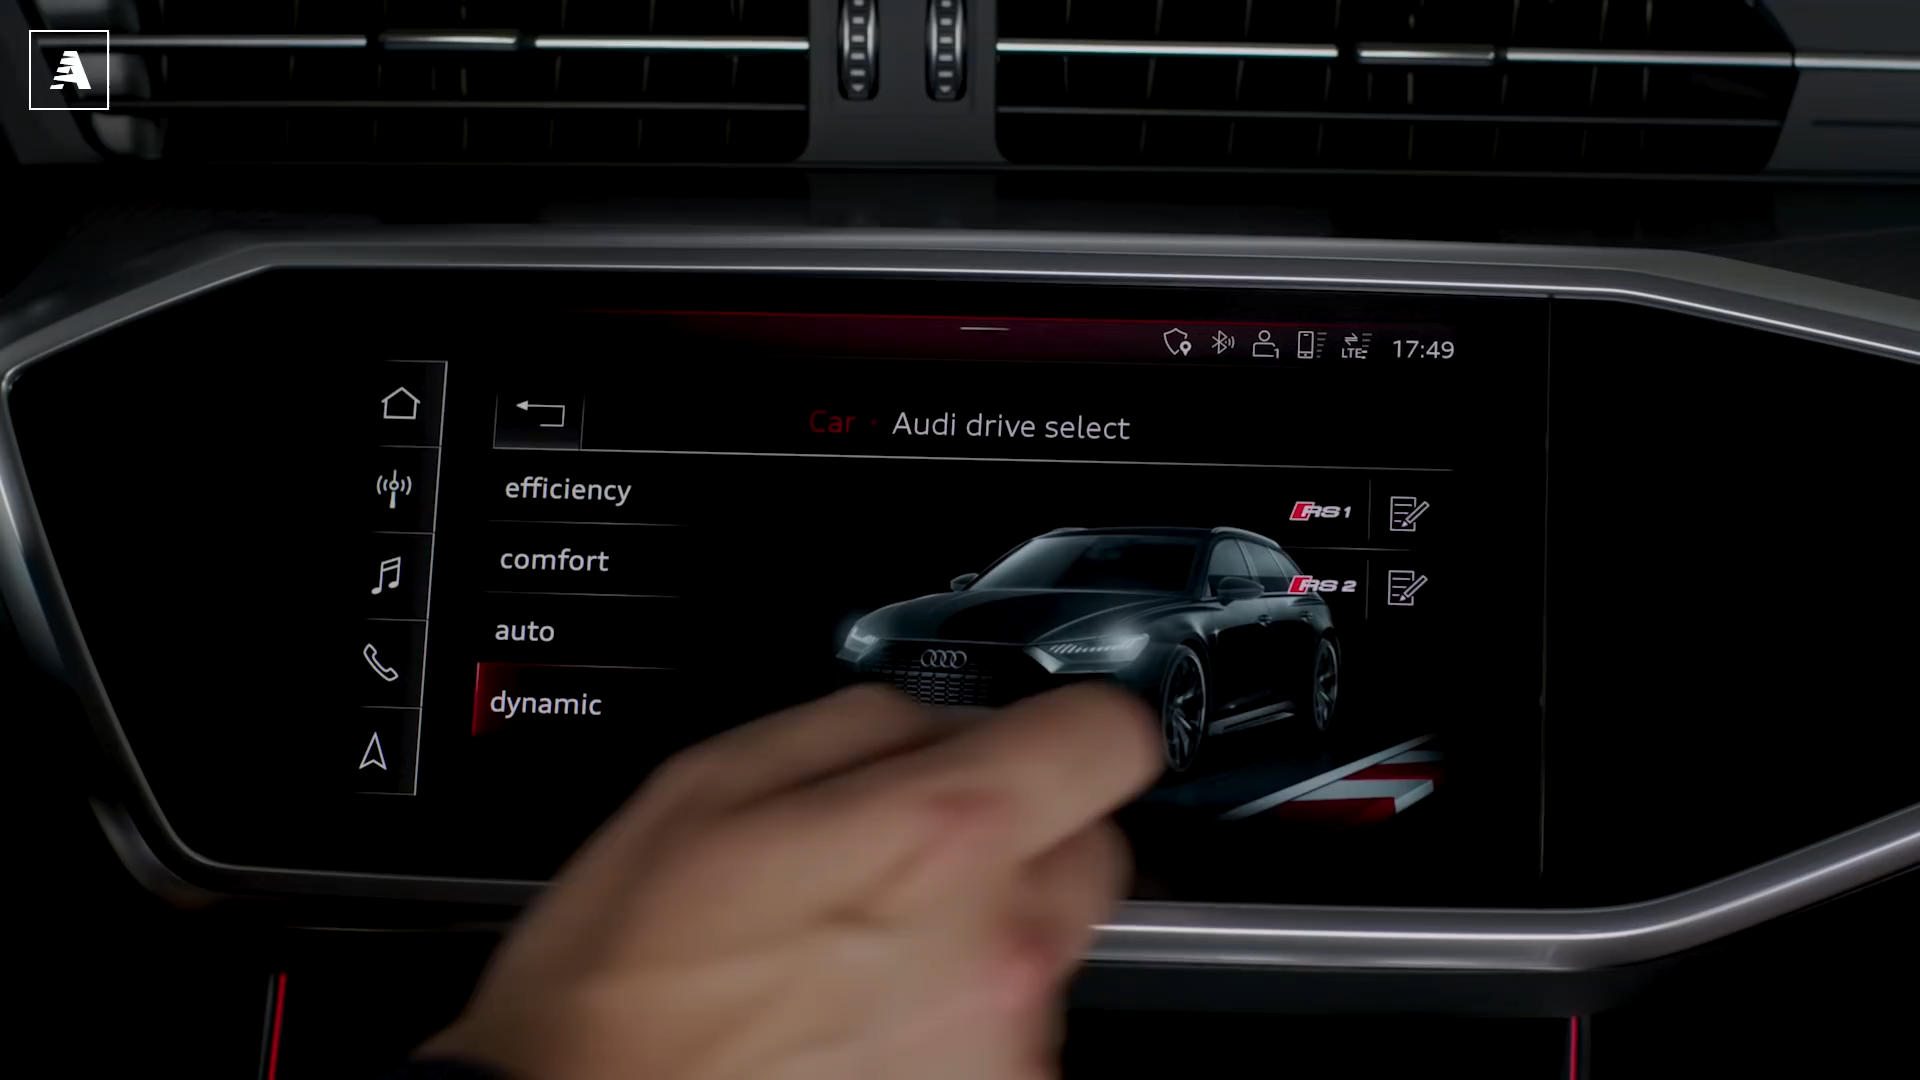 A
LTE
17:49
Car · Audi drive select
efficiency
RS 1
comfort
RS 2
auto
dynamic